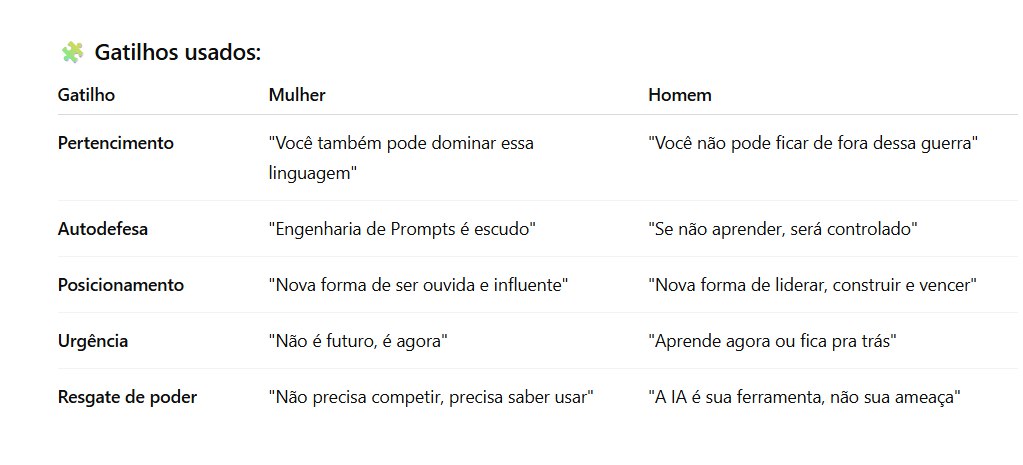 🧩 Gatilhos usados:
Gatilho Mulher Homem
Pertencimento "Você também pode dominar essa linguagem" "Você não pode ficar de fora dessa guerra"
Autodefesa "Engenharia de Prompts é escudo" "Se não aprender, será controlado"
Posicionamento "Nova forma de ser ouvida e influente" "Nova forma de liderar, construir e vencer"
Urgência "Não é futuro, é agora" "Aprende agora ou fica pra trás"
Resgate de poder "Não precisa competir, precisa saber usar" "A IA é sua ferramenta, não sua ameaça"